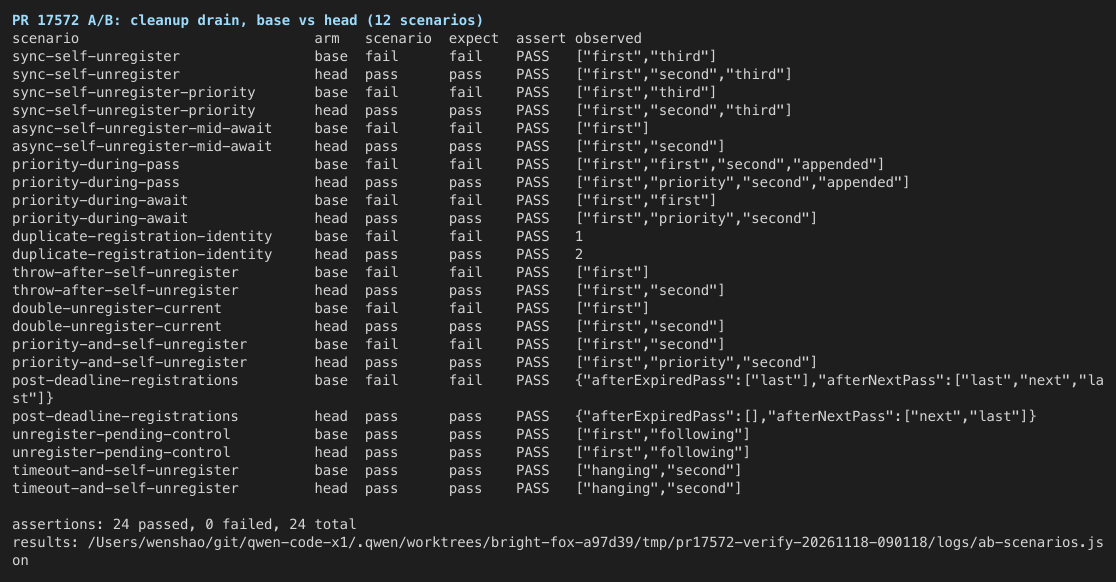 PR 17572 A/B: cleanup drain, base vs head (12 scenarios)
scenario arm scenario expect assert observed
sync-self-unregister base fail fail PASS ["first","third"]
sync-self-unregister head pass pass PASS ["first","second","third"]
sync-self-unregister-priority base fail fail PASS ["first","third"]
sync-self-unregister-priority head pass pass PASS ["first","second","third"]
async-self-unregister-mid-await base fail fail PASS ["first"]
async-self-unregister-mid-await head pass pass PASS ["first","second"]
priority-during-pass base fail fail PASS ["first","first","second","appended"]
priority-during-pass head pass pass PASS ["first","priority","second","appended"]
priority-during-await base fail fail PASS ["first","first"]
priority-during-await head pass pass PASS ["first","priority","second"]
duplicate-registration-identity base fail fail PASS 1
duplicate-registration-identity head pass pass PASS 2
throw-after-self-unregister base fail fail PASS ["first"]
throw-after-self-unregister head pass pass PASS ["first","second"]
double-unregister-current base fail fail PASS ["first"]
double-unregister-current head pass pass PASS ["first","second"]
priority-and-self-unregister base fail fail PASS ["first","second"]
priority-and-self-unregister head pass pass PASS ["first","priority","second"]
post-deadline-registrations base fail fail PASS {"afterExpiredPass":["last"],"afterNextPass":["last","next","la
st"]}
post-deadline-registrations head pass pass PASS {"afterExpiredPass":[],"afterNextPass":["next","last"]}
unregister-pending-control base pass pass PASS ["first","following"]
unregister-pending-control head pass pass PASS ["first","following"]
timeout-and-self-unregister base pass pass PASS ["hanging","second"]
timeout-and-self-unregister head pass pass PASS ["hanging","second"]
assertions: 24 passed, 0 failed, 24 total
results: /Users/wenshao/git/qwen-code-x1/.qwen/worktrees/bright-fox-a97d39/tmp/pr17572-verify-20261118-090118/logs/ab-scenarios.js
on